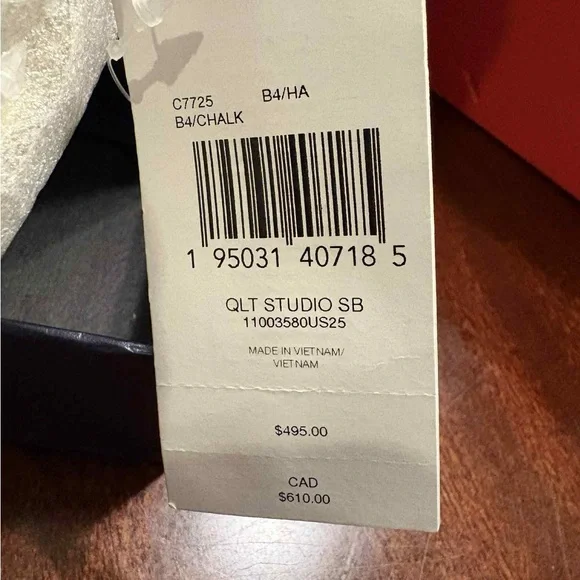 C7725 B4/HA
B4/CHALK
1 95031 40718 5
QLT STUDIO SB
11003580US25
MADE IN VIETNAM/
VIETNAM
$495.00
CAD
$610.00